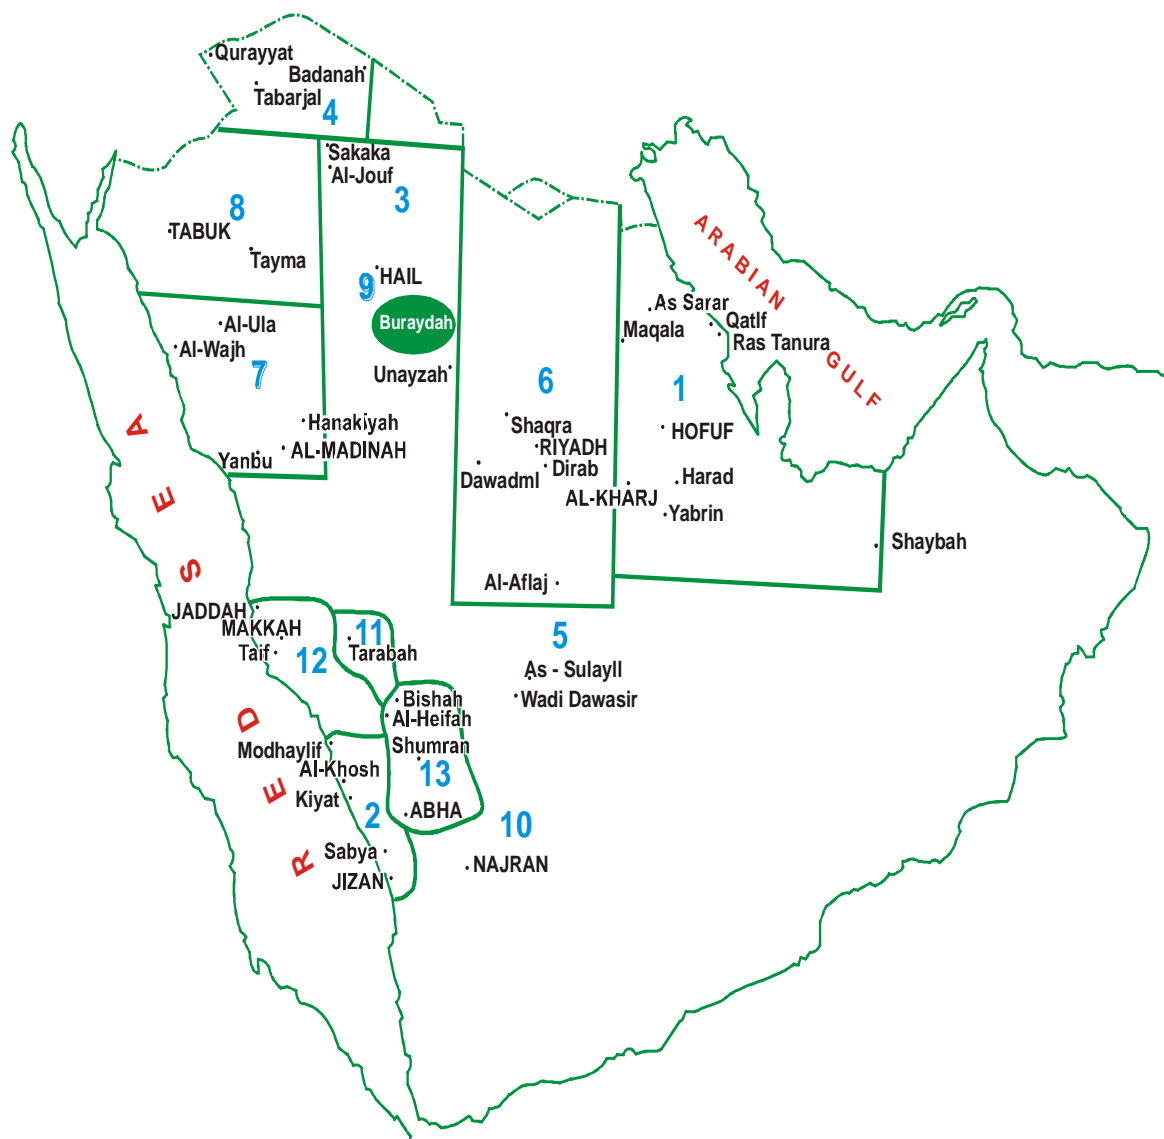 Qurayyat
Badanah
Tabarjal
4
Sakaka
Al-Jouf
3
8
TABUK
Tayma
HAIL
9
Buraydah
Unayzah
Al-Ula
Al-Wajh
7
Hanakiyah
AL-MADINAH
Yanbu
ARABIAN
GULF
As Sarar
Maqala
Qatlf
Ras Tanura
6
1
Shaqra
RIYADH
Dirab
Dawadml
HOFUF
AL-KHARJ
Harad
Yabrin
Shaybah
Al-Aflaj
RED
SEA
JADDAH
MAKKAH
Taif
12
11
Tarabah
5
As - Sulayll
Wadi Dawasir
Bishah
Al-Heifah
Shumran
13
ABHA
Modhaylif
Al-Khosh
Kiyat
2
Sabya
JIZAN
10
NAJRAN